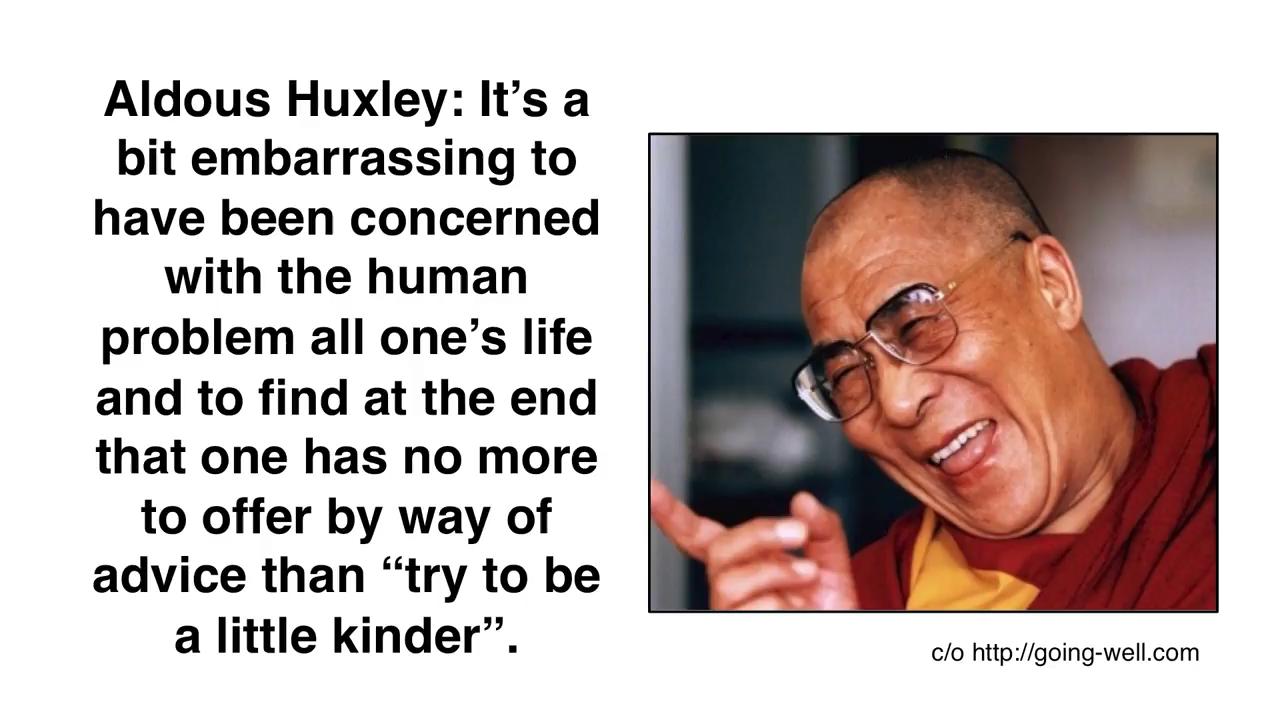 Aldous Huxley: It’s a
bit embarrassing to
have been concerned
with the human
problem all one’s life
and to find at the end
that one has no more
to offer by way of
advice than “try to be
a little kinder”.
c/o http://going-well.com